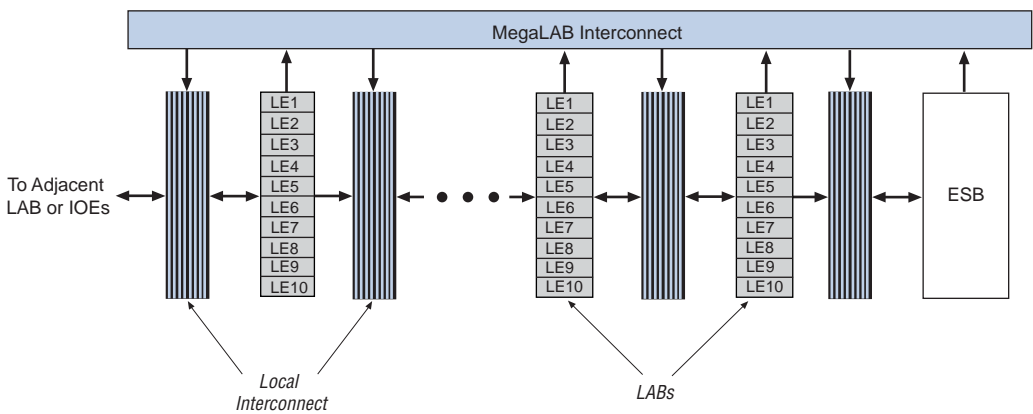 MegaLAB Interconnect
LE1
LE2
LE3
LE4
LE5
LE6
LE7
LE8
LE9
LE10
LE1
LE2
LE3
LE4
LE5
LE6
LE7
LE8
LE9
LE10
LE1
LE2
LE3
LE4
LE5
LE6
LE7
LE8
LE9
LE10
To Adjacent
LAB or IOEs
ESB
Local
Interconnect
LABs